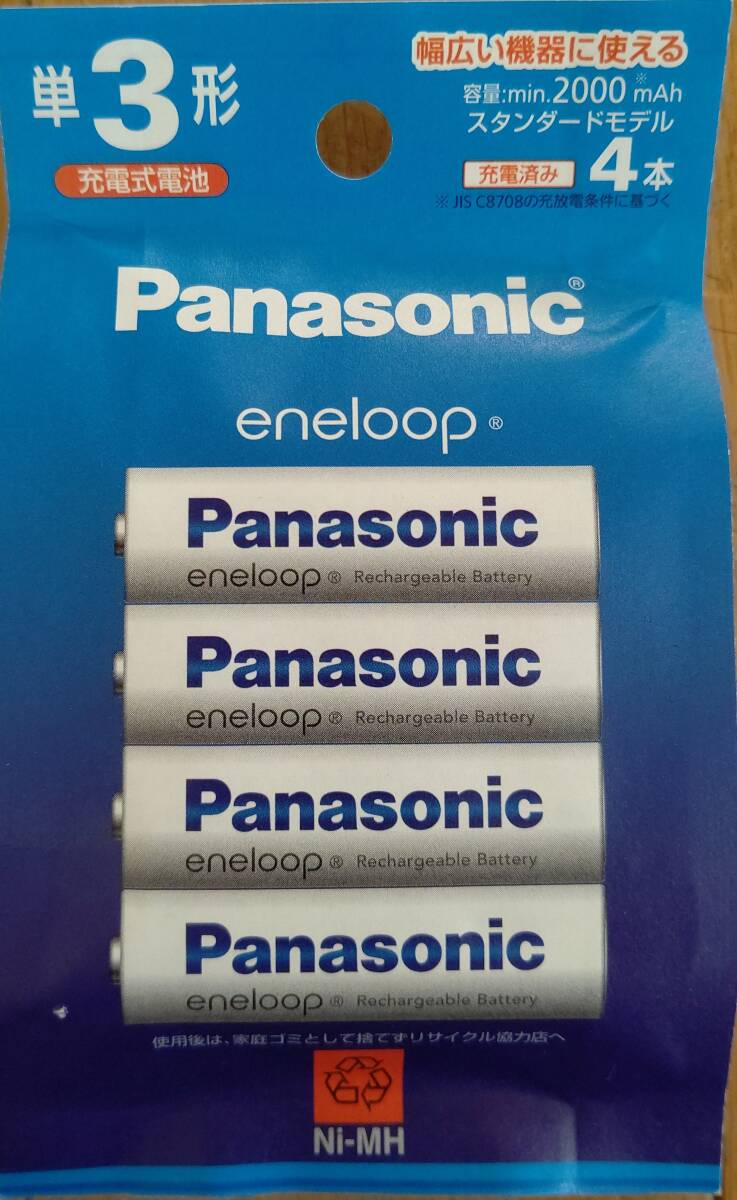 単3形
充電式電池
幅広い機器に使える
容量:min.2000※mAh
スタンダードモデル
充電済み 4本
※JIS C8708の充放電条件に基づく
Panasonic®
eneloop®
Panasonic
eneloop® Rechargeable Battery
Panasonic
eneloop® Rechargeable Battery
Panasonic
eneloop® Rechargeable Battery
Panasonic
eneloop® Rechargeable Battery
使用後は、家庭ゴミとして捨てずリサイクル協力店へ
Ni-MH